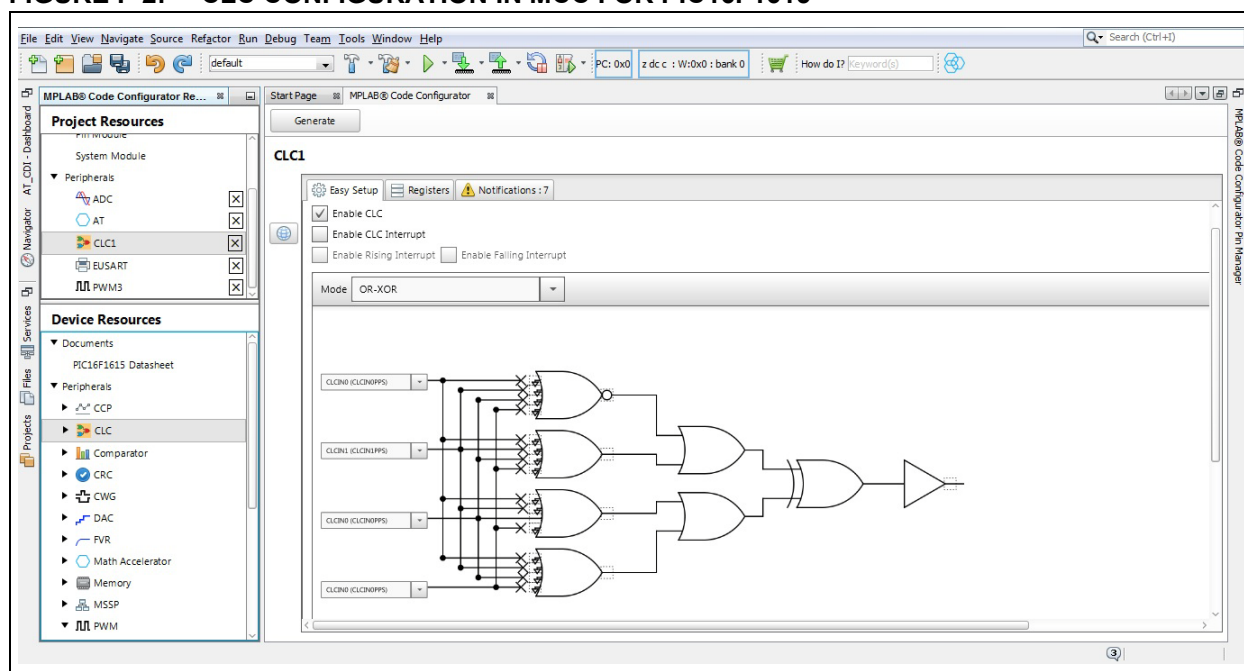 File Edit View Navigate Source Refactor Run Debug Team Tools Window Help
Search (Ctrl+I)
default
PC: 0x0
z dc c : W:0x0 : bank 0
How do I?
Keyword(s)
MPLAB® Code Configurator Re...
Start Page
MPLAB® Code Configurator
Project Resources
Generate
System Module
CLC1
Peripherals
ADC
AT
CLC1
EUSART
PWM3
Easy Setup
Registers
Notifications : 7
Enable CLC
Enable CLC Interrupt
Enable Rising Interrupt
Enable Falling Interrupt
Mode
OR-XOR
Device Resources
Documents
PIC16F1615 Datasheet
Peripherals
CCP
CLC
Comparator
CRC
CWG
DAC
FVR
Math Accelerator
Memory
MSSP
PWM
CLCIN0 (CLCIN0PPS)
CLCIN1 (CLCIN1PPS)
CLCIN0 (CLCIN0PPS)
CLCIN0 (CLCIN0PPS)
AT_CDI - Dashboard
Navigator
Services
Files
Projects
MPLAB® Code Configurator Pin Manager
3